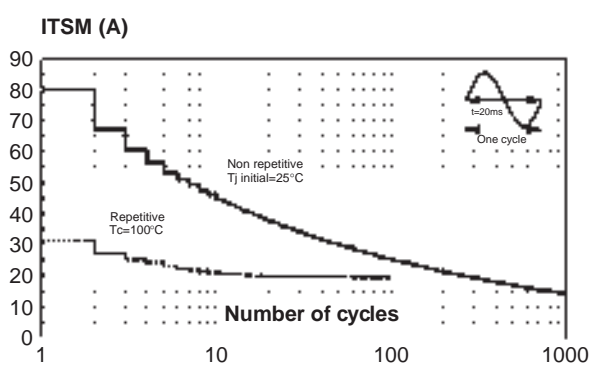 ITSM (A)
90
80
70
60
50
40
30
20
10
0
t=20ms
One cycle
Non repetitive
Tj initial=25°C
Repetitive
Tc=100°C
Number of cycles
1 10 100 1000